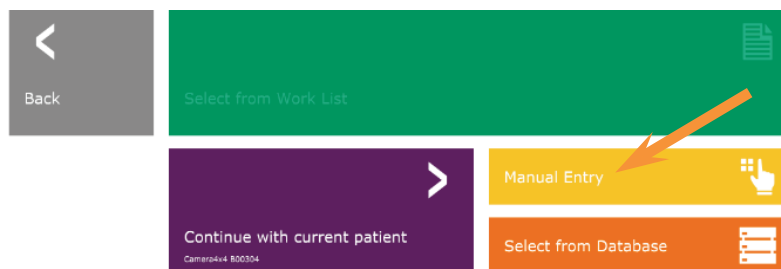 Back
Select from Work List
Manual Entry
Continue with current patient
Camera4x4 B00304
Select from Database